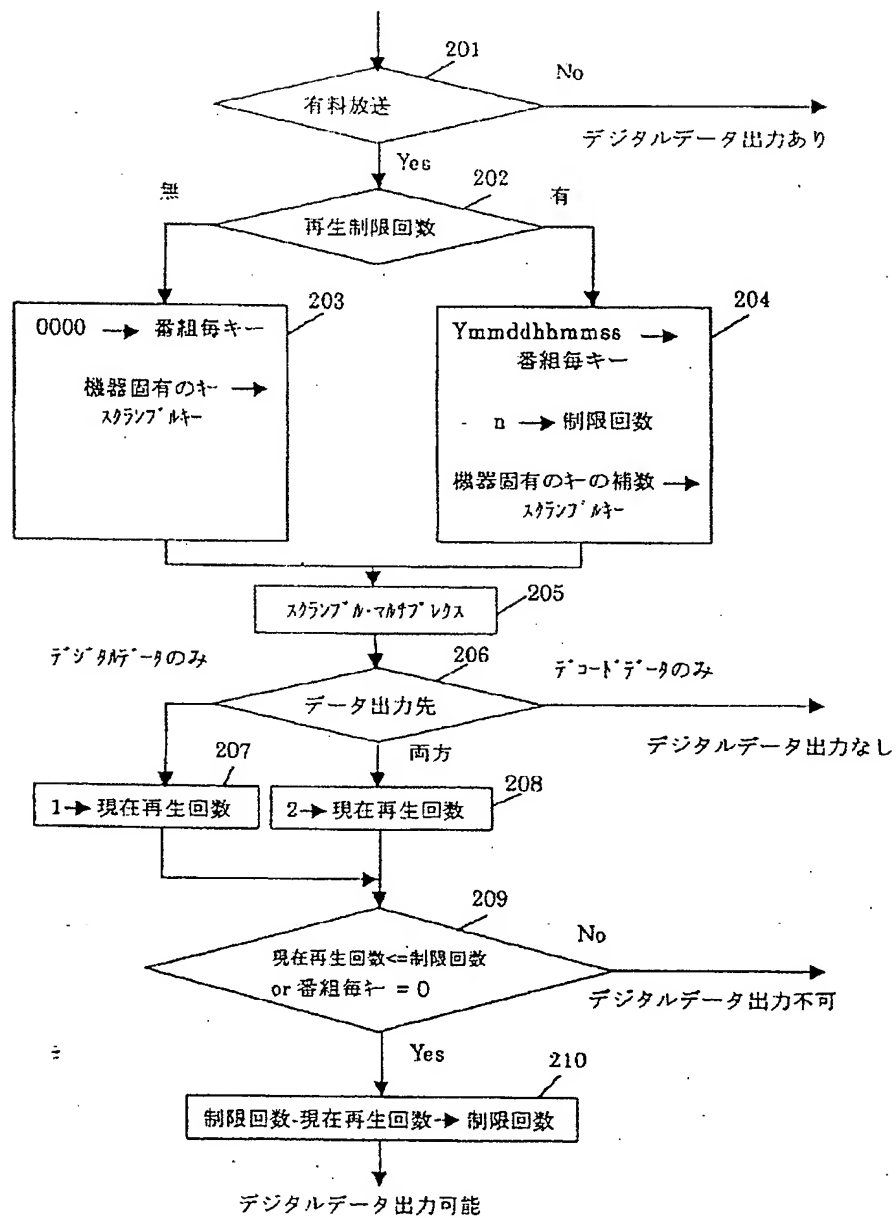 201
No
有料放送
デジタルデータ出力あり
Yes
無
202
有
再生制限回数
203
0000 → 番組毎キー
機器固有のキー →
スクランブルキー
204
Ymmddhhmmss →
番組毎キー
n → 制限回数
機器固有のキーの補数 →
スクランブルキー
205
スクランブル・マルチプレクス
デジタルデータのみ
206
デコードデータのみ
データ出力先
デジタルデータ出力なし
両方
207
1→ 現在再生回数
208
2→ 現在再生回数
209
No
現在再生回数<=制限回数
or 番組毎キー = 0
デジタルデータ出力不可
Yes
210
制限回数-現在再生回数→ 制限回数
デジタルデータ出力可能